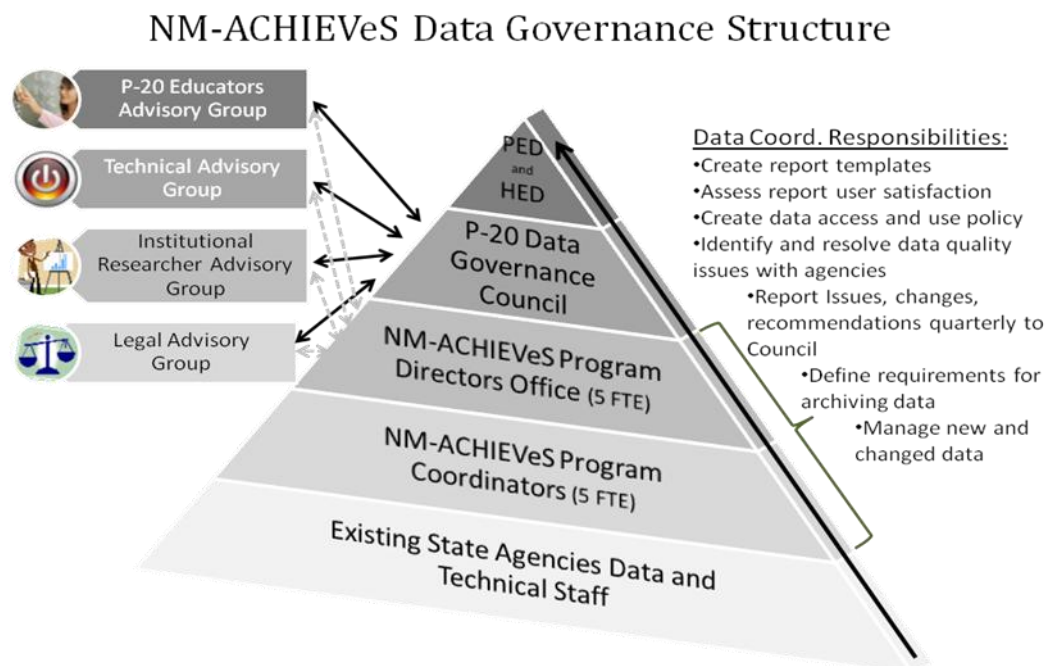 NM-ACHIEVeS Data Governance Structure
P-20 Educators
Advisory Group
Technical Advisory
Group
Institutional
Researcher Advisory
Group
Legal Advisory
Group
PED
and
HED
P-20 Data
Governance
Council
NM-ACHIEVeS Program
Directors Office (5 FTE)
NM-ACHIEVeS Program
Coordinators (5 FTE)
Existing State Agencies Data and
Technical Staff
Data Coord. Responsibilities:
•Create report templates
•Assess report user satisfaction
•Create data access and use policy
•Identify and resolve data quality
issues with agencies
•Report Issues, changes,
recommendations quarterly to
Council
•Define requirements for
archiving data
•Manage new and
changed data